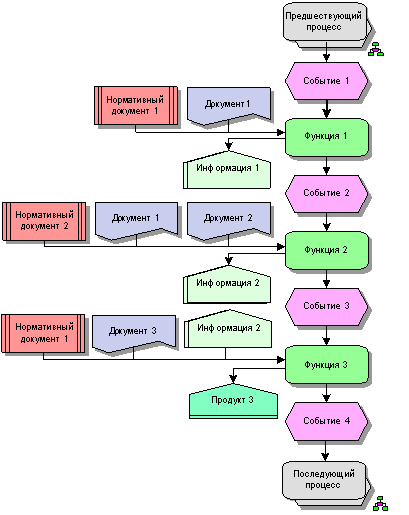 Предшествующий
процесс
Событие 1
Нормативный
документ 1
Документ1
Функция 1
Информация 1
Событие 2
Нормативный
документ 2
Документ 1
Документ 2
Функция 2
Информация 2
Событие 3
Информация 2
Нормативный
документ 1
Документ 3
Функция 3
Продукт 3
Событие 4
Последующий
процесс